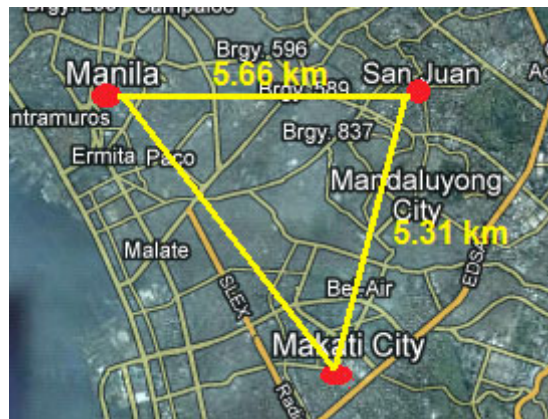 Brgy. 596
Manila
5.66 km
San Juan
Brgy. 589
ntramuros
Brgy. 837
Ermita
Paco
Mandaluyong
City
5.31 km
Malate
EDSA
SLEX
Bel-Air
Makati City